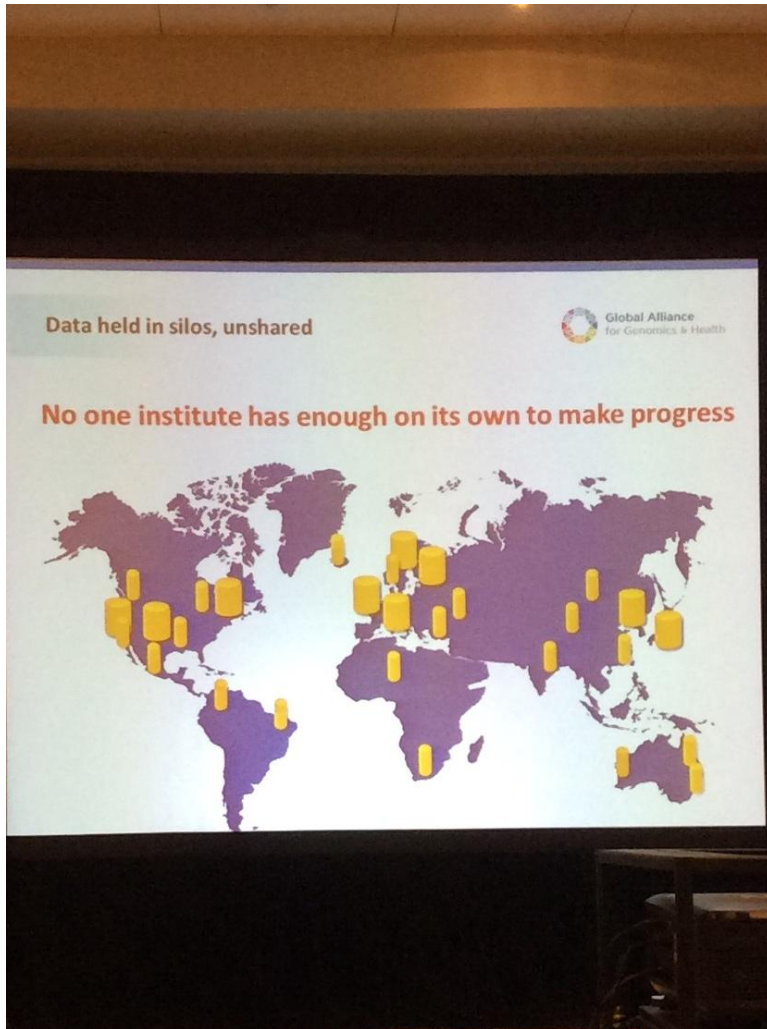 Data held in silos, unshared
Global Alliance
for Genomics & Health
No one institute has enough on its own to make progress